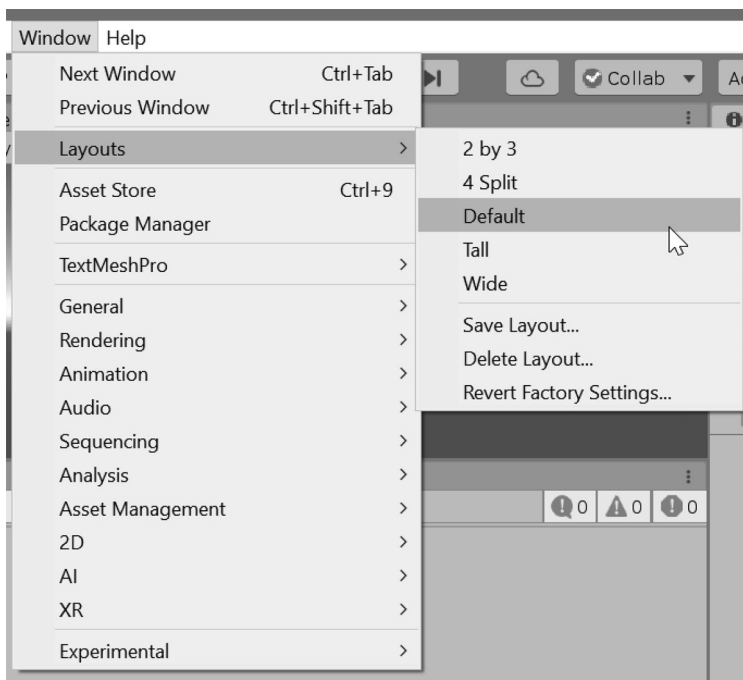 Window Help
Next Window Ctrl+Tab
Previous Window Ctrl+Shift+Tab
Collab
Layouts
2 by 3
4 Split
Default
Tall
Wide
Save Layout...
Delete Layout...
Revert Factory Settings...
Asset Store Ctrl+9
Package Manager
TextMeshPro
General
Rendering
Animation
Audio
Sequencing
Analysis
Asset Management
2D
AI
XR
Experimental
0 0 0